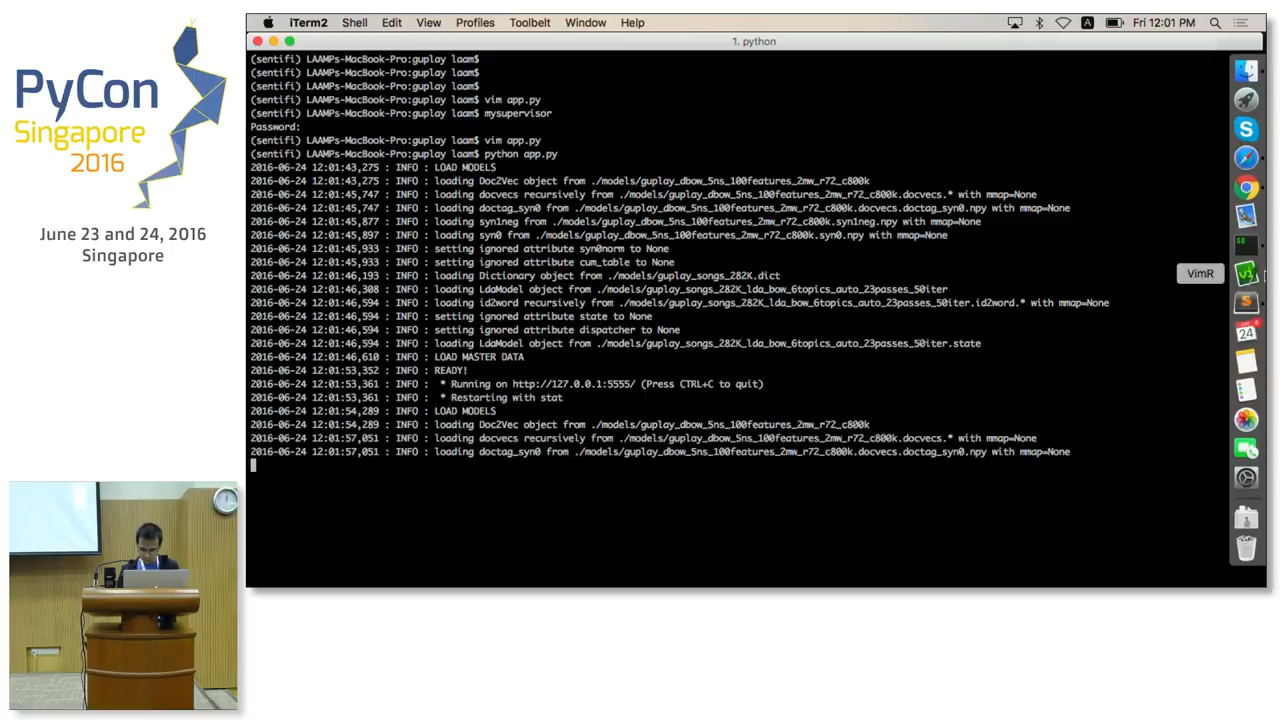 PyCon
Singapore
2016
June 23 and 24, 2016
Singapore
iTerm2 Shell Edit View Profiles Toolbelt Window Help
A
Fri 12:01 PM
1. python
(sentifi) LAAMPs-MacBook-Pro:guplay laam$
(sentifi) LAAMPs-MacBook-Pro:guplay laam$
(sentifi) LAAMPs-MacBook-Pro:guplay laam$
(sentifi) LAAMPs-MacBook-Pro:guplay laam$ vim app.py
(sentifi) LAAMPs-MacBook-Pro:guplay laam$ mysupervisor
Password:
(sentifi) LAAMPs-MacBook-Pro:guplay laam$ vim app.py
(sentifi) LAAMPs-MacBook-Pro:guplay laam$ python app.py
2016-06-24 12:01:43,275 : INFO : LOAD MODELS
2016-06-24 12:01:43,275 : INFO : loading Doc2Vec object from ./models/guplay_dbow_5ns_100features_2mw_r72_c800k
2016-06-24 12:01:45,747 : INFO : loading docvecs recursively from ./models/guplay_dbow_5ns_100features_2mw_r72_c800k.docvecs.* with mmap=None
2016-06-24 12:01:45,747 : INFO : loading doctag_syn0 from ./models/guplay_dbow_5ns_100features_2mw_r72_c800k.docvecs.doctag_syn0.npy with mmap=None
2016-06-24 12:01:45,877 : INFO : loading syn1neg from ./models/guplay_dbow_5ns_100features_2mw_r72_c800k.syn1neg.npy with mmap=None
2016-06-24 12:01:45,897 : INFO : loading syn0 from ./models/guplay_dbow_5ns_100features_2mw_r72_c800k.syn0.npy with mmap=None
2016-06-24 12:01:45,933 : INFO : setting ignored attribute syn0norm to None
2016-06-24 12:01:45,933 : INFO : setting ignored attribute cum_table to None
2016-06-24 12:01:46,193 : INFO : loading Dictionary object from ./models/guplay_songs_282K.dict
2016-06-24 12:01:46,308 : INFO : loading LdaModel object from ./models/guplay_songs_282K_lda_bow_6topics_auto_23passes_50iter
2016-06-24 12:01:46,594 : INFO : loading id2word recursively from ./models/guplay_songs_282K_lda_bow_6topics_auto_23passes_50iter.id2word.* with mmap=None
2016-06-24 12:01:46,594 : INFO : setting ignored attribute state to None
2016-06-24 12:01:46,594 : INFO : setting ignored attribute dispatcher to None
2016-06-24 12:01:46,594 : INFO : loading LdaModel object from ./models/guplay_songs_282K_lda_bow_6topics_auto_23passes_50iter.state
2016-06-24 12:01:46,610 : INFO : LOAD MASTER DATA
2016-06-24 12:01:53,352 : INFO : READY!
2016-06-24 12:01:53,361 : INFO :  * Running on http://127.0.0.1:5555/ (Press CTRL+C to quit)
2016-06-24 12:01:53,361 : INFO :  * Restarting with stat
2016-06-24 12:01:54,289 : INFO : LOAD MODELS
2016-06-24 12:01:54,289 : INFO : loading Doc2Vec object from ./models/guplay_dbow_5ns_100features_2mw_r72_c800k
2016-06-24 12:01:57,051 : INFO : loading docvecs recursively from ./models/guplay_dbow_5ns_100features_2mw_r72_c800k.docvecs.* with mmap=None
2016-06-24 12:01:57,051 : INFO : loading doctag_syn0 from ./models/guplay_dbow_5ns_100features_2mw_r72_c800k.docvecs.doctag_syn0.npy with mmap=None
VimR
24